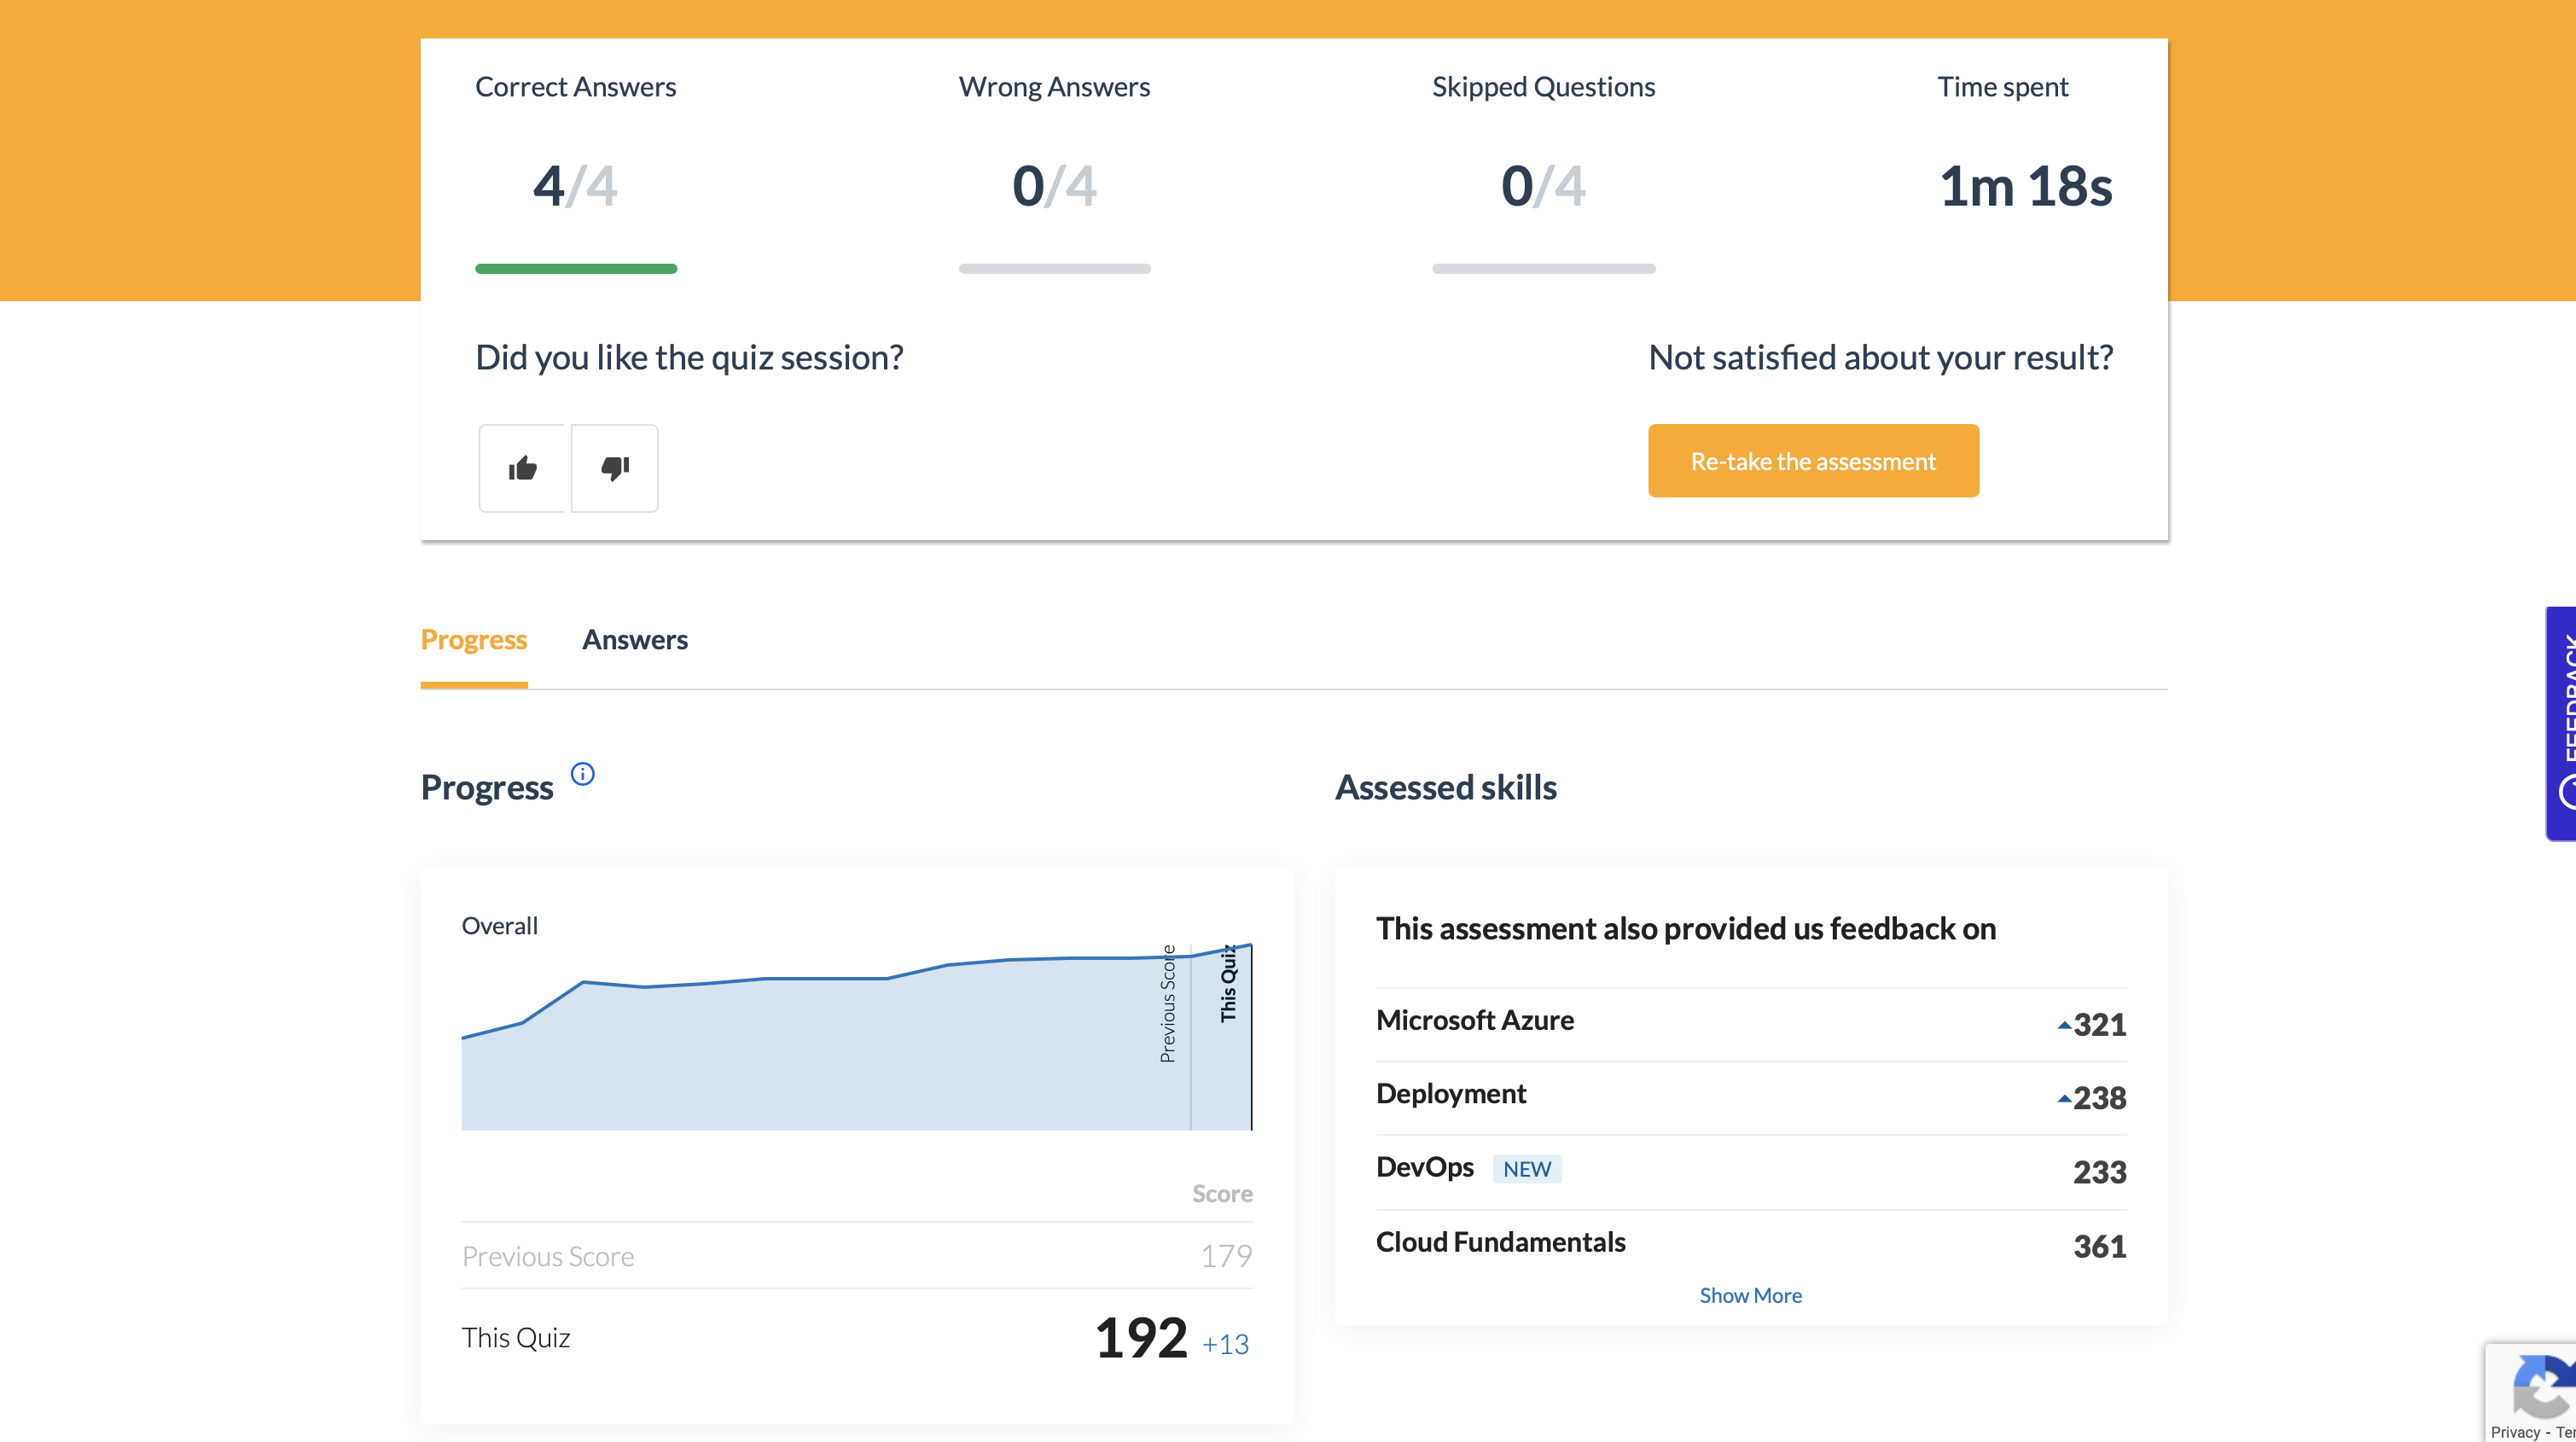 Correct Answers
Wrong Answers
Skipped Questions
Time spent
4/4
0/4
0/4
1m 18s
Did you like the quiz session?
Not satisfied about your result?
Re-take the assessment
Progress
Answers
FEEDBACK
Progress
Assessed skills
Overall
Previous Score
This Quiz
Score
Previous Score 179
This Quiz 192 +13
This assessment also provided us feedback on
Microsoft Azure 321
Deployment 238
DevOps NEW 233
Cloud Fundamentals 361
Show More
Privacy -